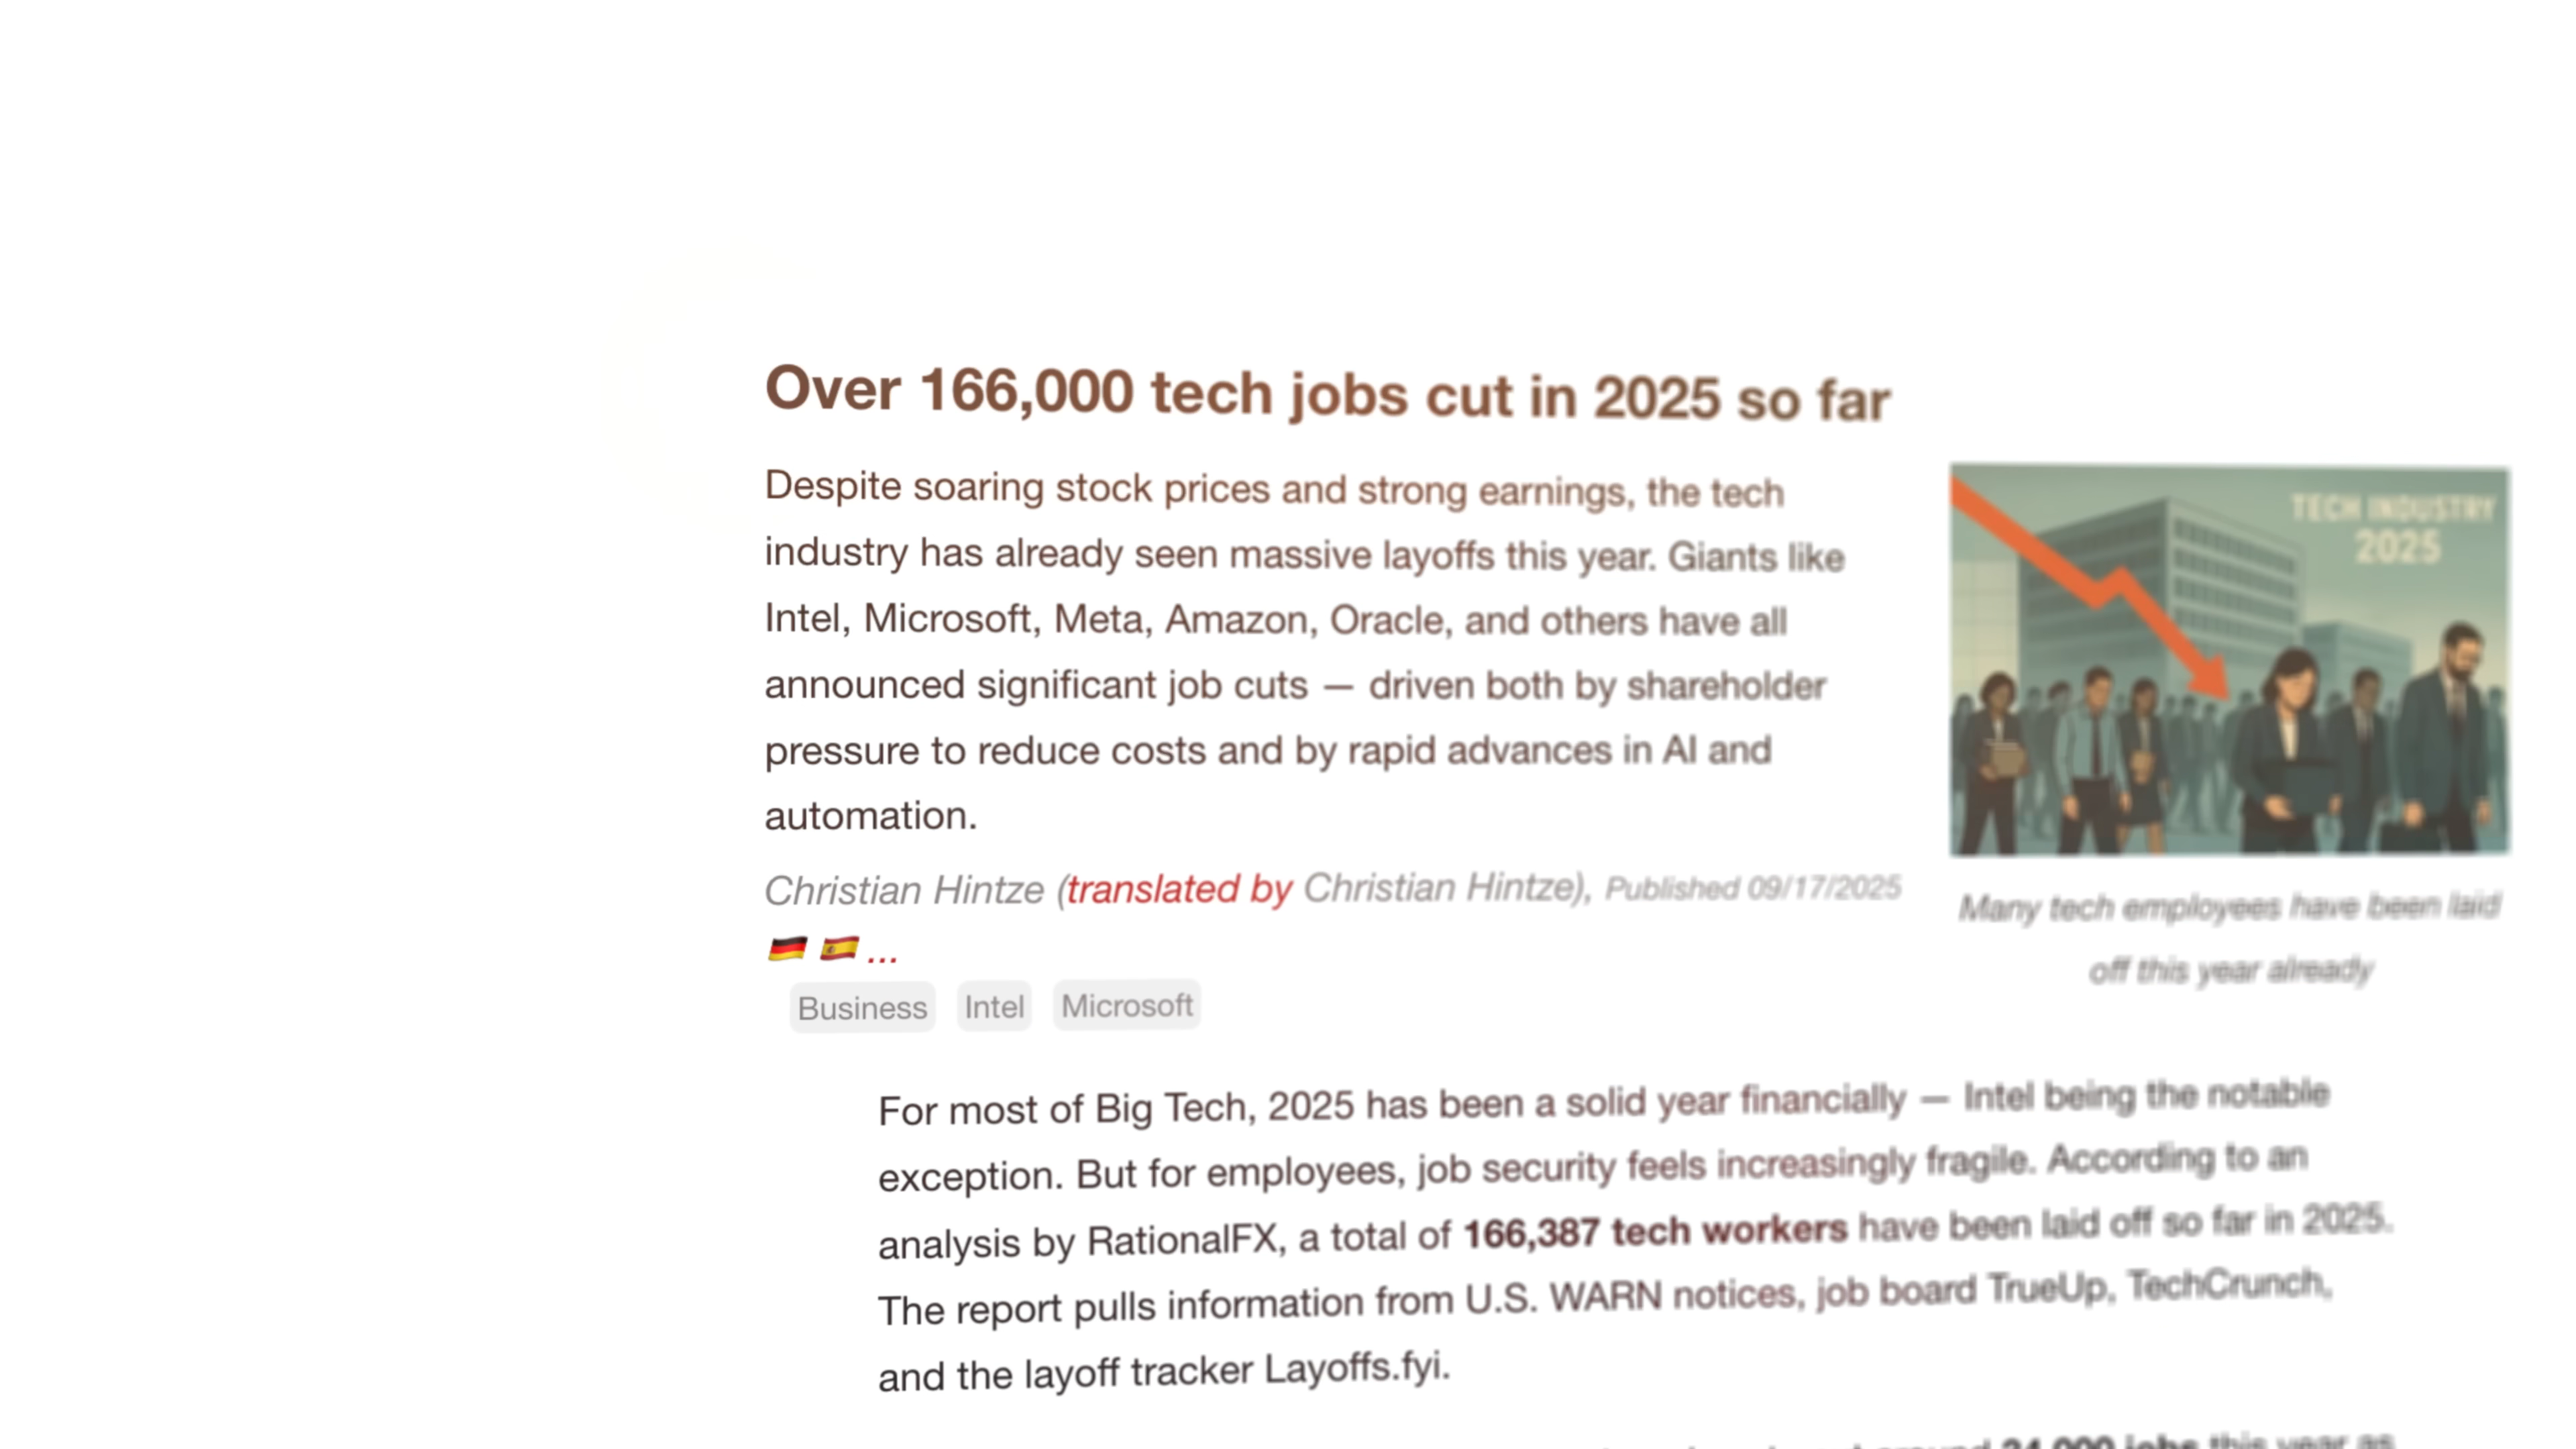 Over 166,000 tech jobs cut in 2025 so far
Despite soaring stock prices and strong earnings, the tech
industry has already seen massive layoffs this year. Giants like
Intel, Microsoft, Meta, Amazon, Oracle, and others have all
announced significant job cuts — driven both by shareholder
pressure to reduce costs and by rapid advances in AI and
automation.
Christian Hintze (translated by Christian Hintze), Published 09/17/2025
🇩🇪 🇪🇸 ...
Business Intel Microsoft
TECH INDUSTRY
2025
Many tech employees have been laid
off this year already
For most of Big Tech, 2025 has been a solid year financially — Intel being the notable
exception. But for employees, job security feels increasingly fragile. According to an
analysis by RationalFX, a total of 166,387 tech workers have been laid off so far in 2025.
The report pulls information from U.S. WARN notices, job board TrueUp, TechCrunch,
and the layoff tracker Layoffs.fyi.
around 24,000 jobs this year as